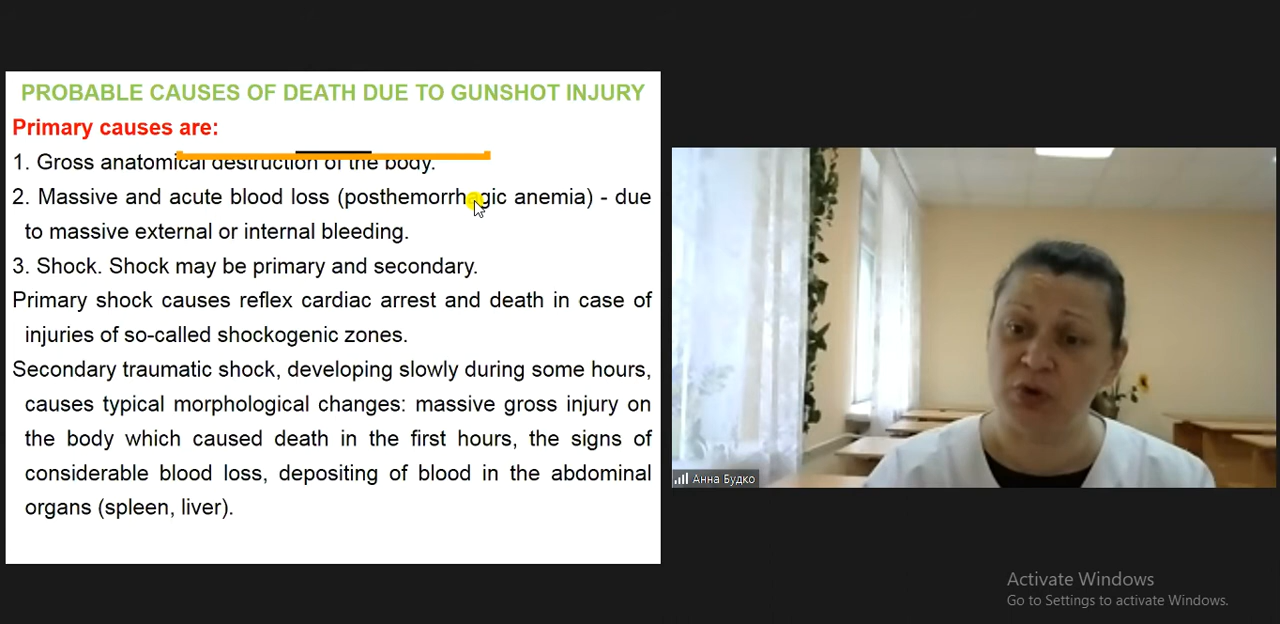 PROBABLE CAUSES OF DEATH DUE TO GUNSHOT INJURY
Primary causes are:
1. Gross anatomical destruction of the body.
2. Massive and acute blood loss (posthemorrhagic anemia) - due
to massive external or internal bleeding.
3. Shock. Shock may be primary and secondary.
Primary shock causes reflex cardiac arrest and death in case of
injuries of so-called shockogenic zones.
Secondary traumatic shock, developing slowly during some hours,
causes typical morphological changes: massive gross injury on
the body which caused death in the first hours, the signs of
considerable blood loss, depositing of blood in the abdominal
organs (spleen, liver).
Анна Будко
Activate Windows
Go to Settings to activate Windows.